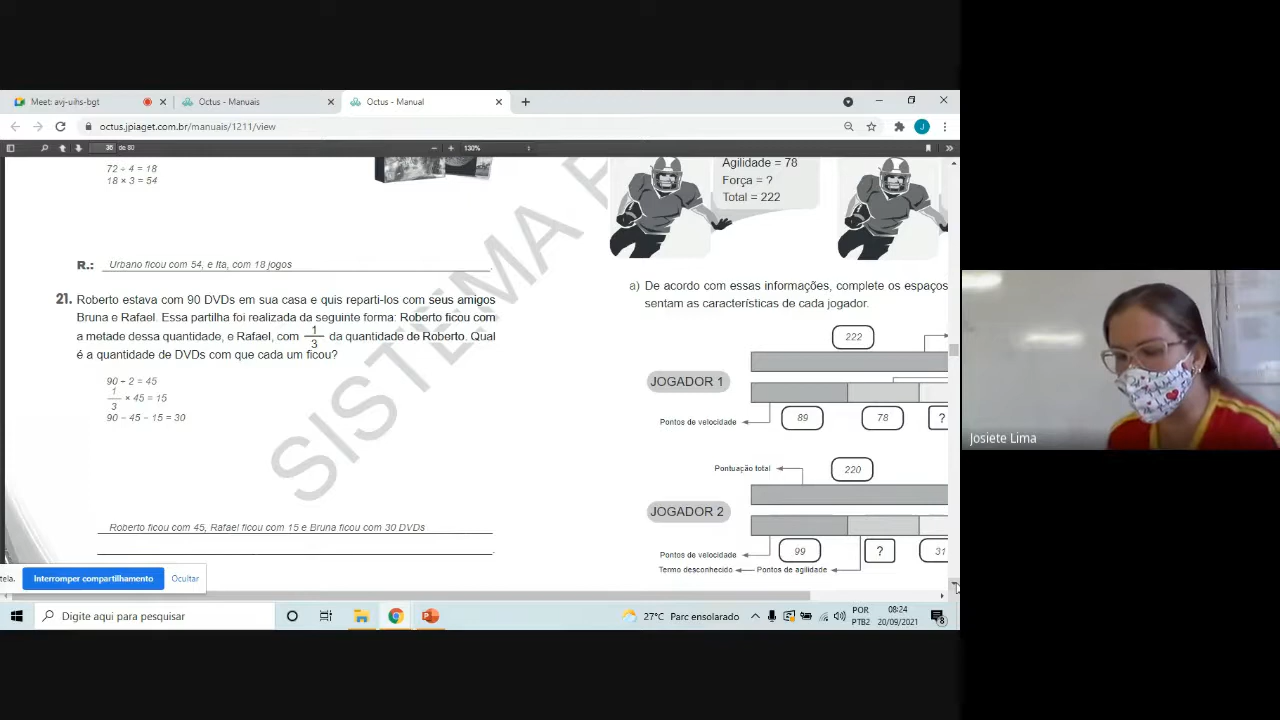 Meet: avj-uihs-bgt
Octus - Manuais
Octus - Manual
octus.jpiaget.com.br/manuais/1211/view
36 de 80
130%
72 ÷ 4 = 18
18 × 3 = 54
R.: Urbano ficou com 54, e Ita, com 18 jogos
21. Roberto estava com 90 DVDs em sua casa e quis reparti-los com seus amigos
Bruna e Rafael. Essa partilha foi realizada da seguinte forma: Roberto ficou com
a metade dessa quantidade, e Rafael, com 1/3 da quantidade de Roberto. Qual
é a quantidade de DVDs com que cada um ficou?
90 ÷ 2 = 45
1/3 × 45 = 15
90 – 45 – 15 = 30
Roberto ficou com 45, Rafael ficou com 15 e Bruna ficou com 30 DVDs
SISTEMA
Agilidade = 78
Força = ?
Total = 222
a) De acordo com essas informações, complete os espaços
sentam as características de cada jogador.
222
JOGADOR 1
Pontos de velocidade
89
78
?
Pontuação total
220
JOGADOR 2
Pontos de velocidade
99
?
31
Termo desconhecido
Pontos de agilidade
tela.
Interromper compartilhamento
Ocultar
Digite aqui para pesquisar
27°C Parc ensolarado
POR
PTB2
08:24
20/09/2021
8
Josiete Lima